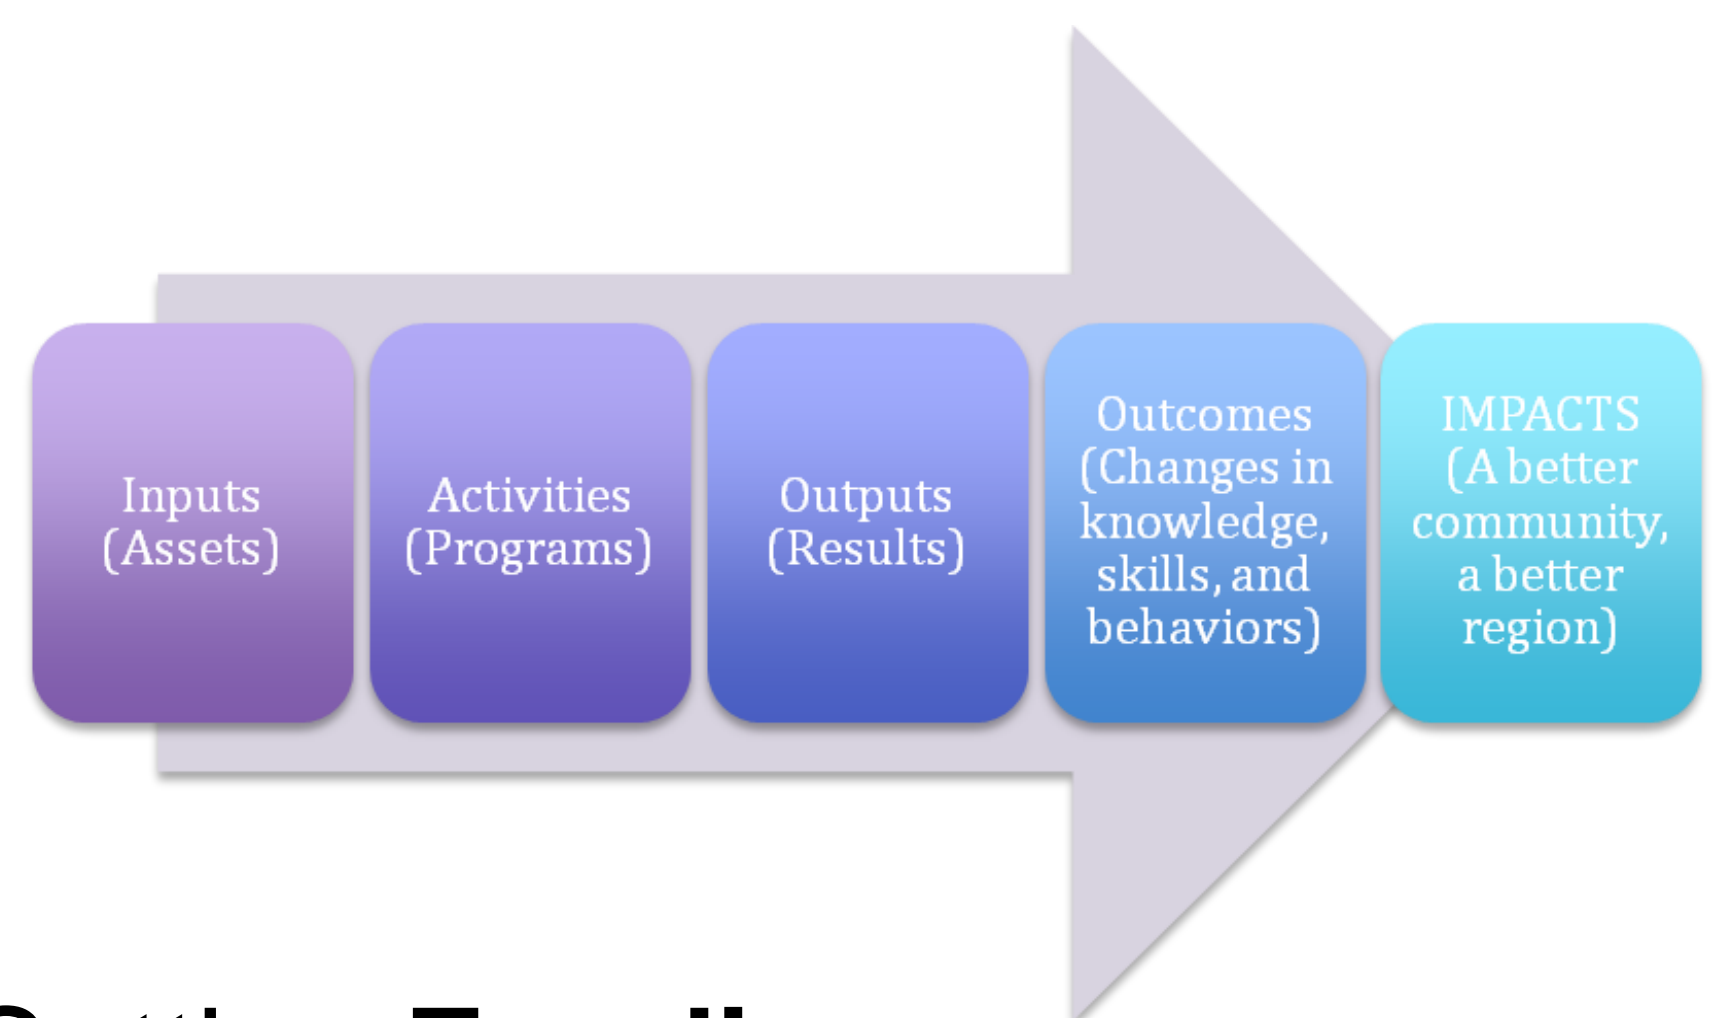 Inputs
(Assets)
Activities
(Programs)
Outputs
(Results)
Outcomes
(Changes in
knowledge,
skills, and
behaviors)
IMPACTS
(A better
community,
a better
region)